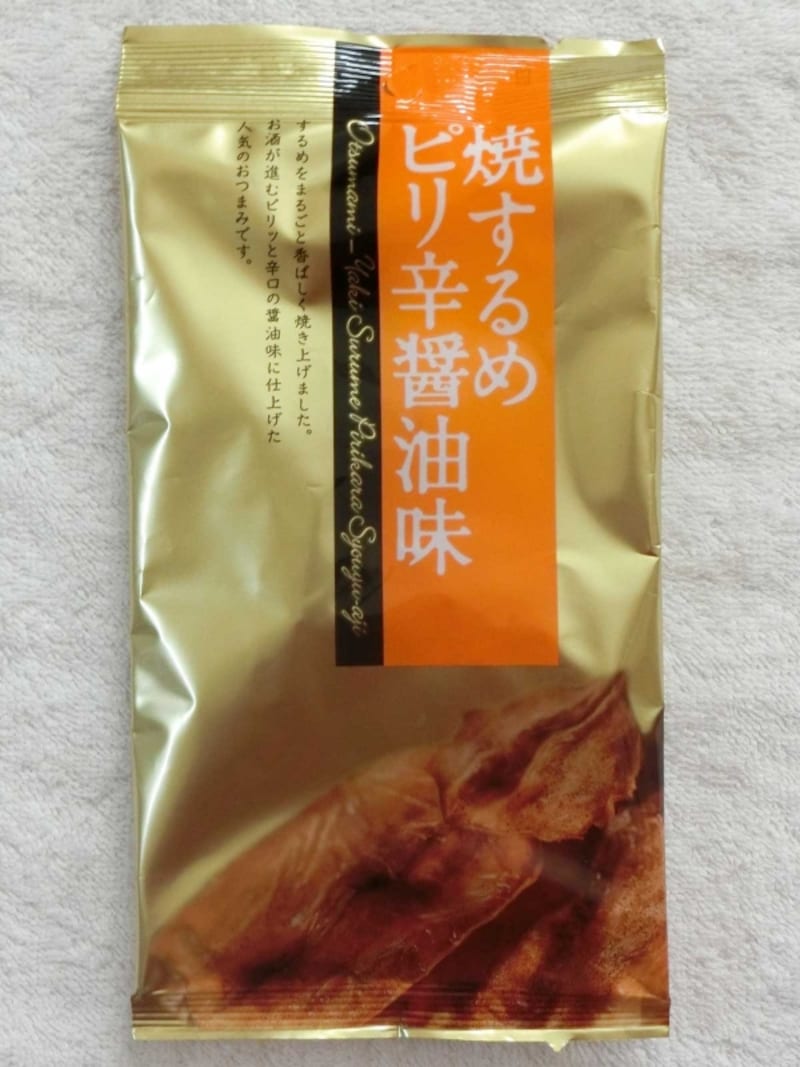 焼するめ
ピリ辛醤油味
Otsumami – Yaki Surume Pirikara Syouyu-aji
するめをまるごと香ばしく焼き上げました。
お酒が進むピリッと辛口の醤油味に仕上げた
人気のおつまみです。